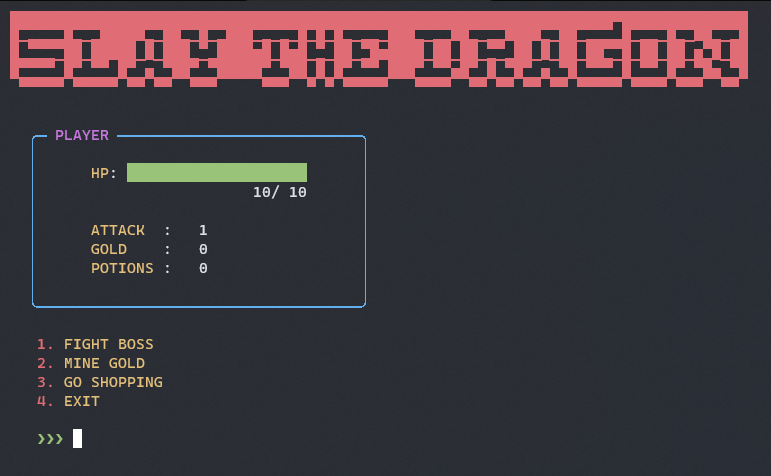 SLAY THE DRAGON
PLAYER
HP:
10/ 10
ATTACK : 1
GOLD : 0
POTIONS : 0
1. FIGHT BOSS
2. MINE GOLD
3. GO SHOPPING
4. EXIT
❯❯❯